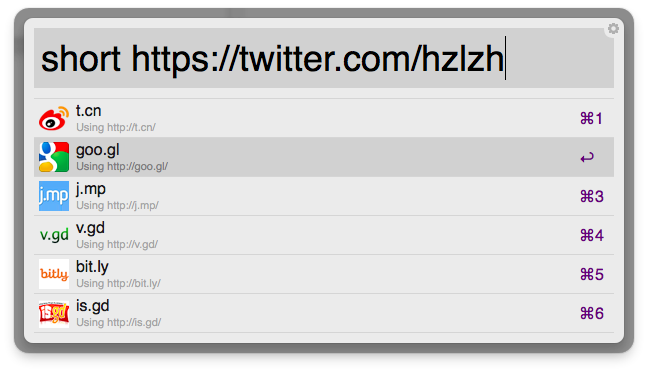 short https://twitter.com/hzlzh
t.cn
Using http://t.cn/
⌘1
goo.gl
Using http://goo.gl/
↩
j.mp
j.mp
Using http://j.mp/
⌘3
v.gd
v.gd
Using http://v.gd/
⌘4
bitly
bit.ly
Using http://bit.ly/
⌘5
is.gd
is.gd
Using http://is.gd/
⌘6